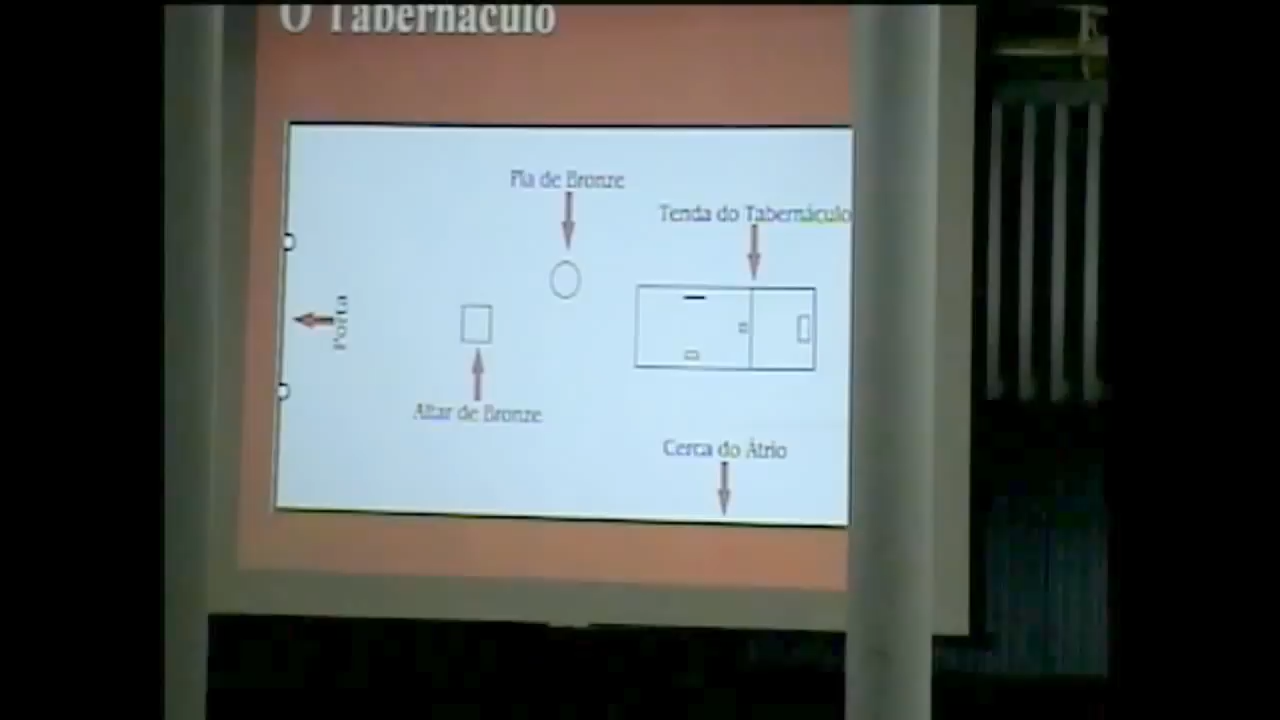 O Tabernáculo
Pia de Bronze
Tenda do Tabernáculo
Porta
Altar de Bronze
Cerca do Átrio